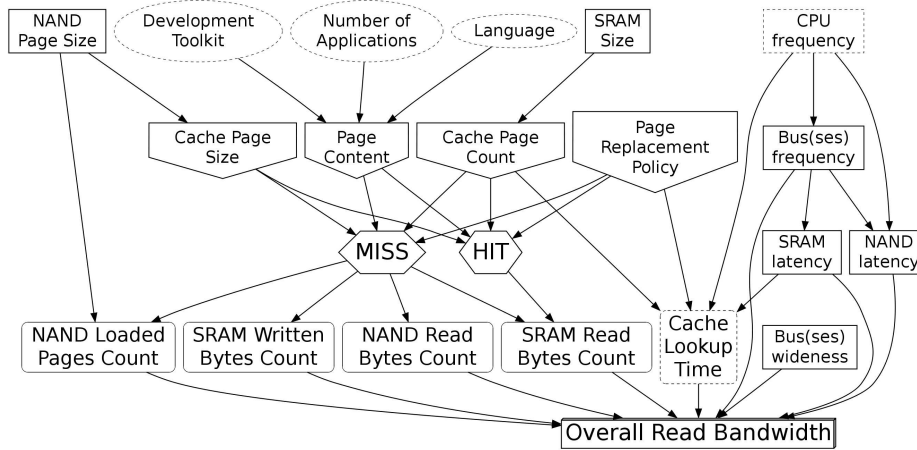 NAND
Page Size
Development
Toolkit
Number of
Applications
Language
SRAM
Size
CPU
frequency
Cache Page
Size
Page
Content
Cache Page
Count
Page
Replacement
Policy
Bus(ses)
frequency
MISS
HIT
SRAM
latency
NAND
latency
NAND Loaded
Pages Count
SRAM Written
Bytes Count
NAND Read
Bytes Count
SRAM Read
Bytes Count
Cache
Lookup
Time
Bus(ses)
wideness
Overall Read Bandwidth